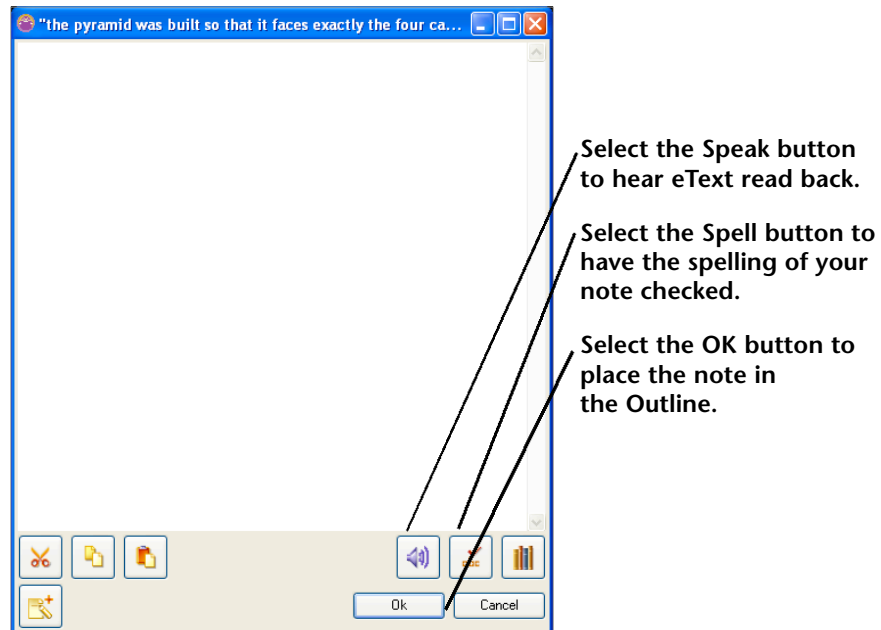 "the pyramid was built so that it faces exactly the four ca...
Select the Speak button
to hear eText read back.
Select the Spell button to
have the spelling of your
note checked.
Select the OK button to
place the note in
the Outline.
Ok
Cancel